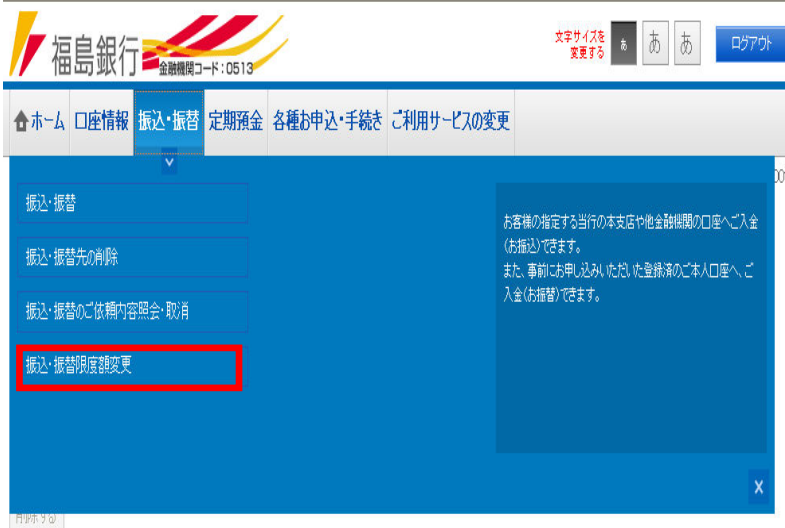 福島銀行
金融機関コード:0513
文字サイズを
変更する
あ
あ
あ
ログアウト
ホーム
口座情報
振込・振替
定期預金
各種お申込・手続き
ご利用サービスの変更
振込・振替
振込・振替先の削除
振込・振替のご依頼内容照会・取消
振込・振替限度額変更
お客様の指定する当行の本支店や他金融機関の口座へご入金
(お振込)できます。
また、事前にお申し込みいただいた登録済のご本人口座へ、ご
入金(お振替)できます。
x
削除する